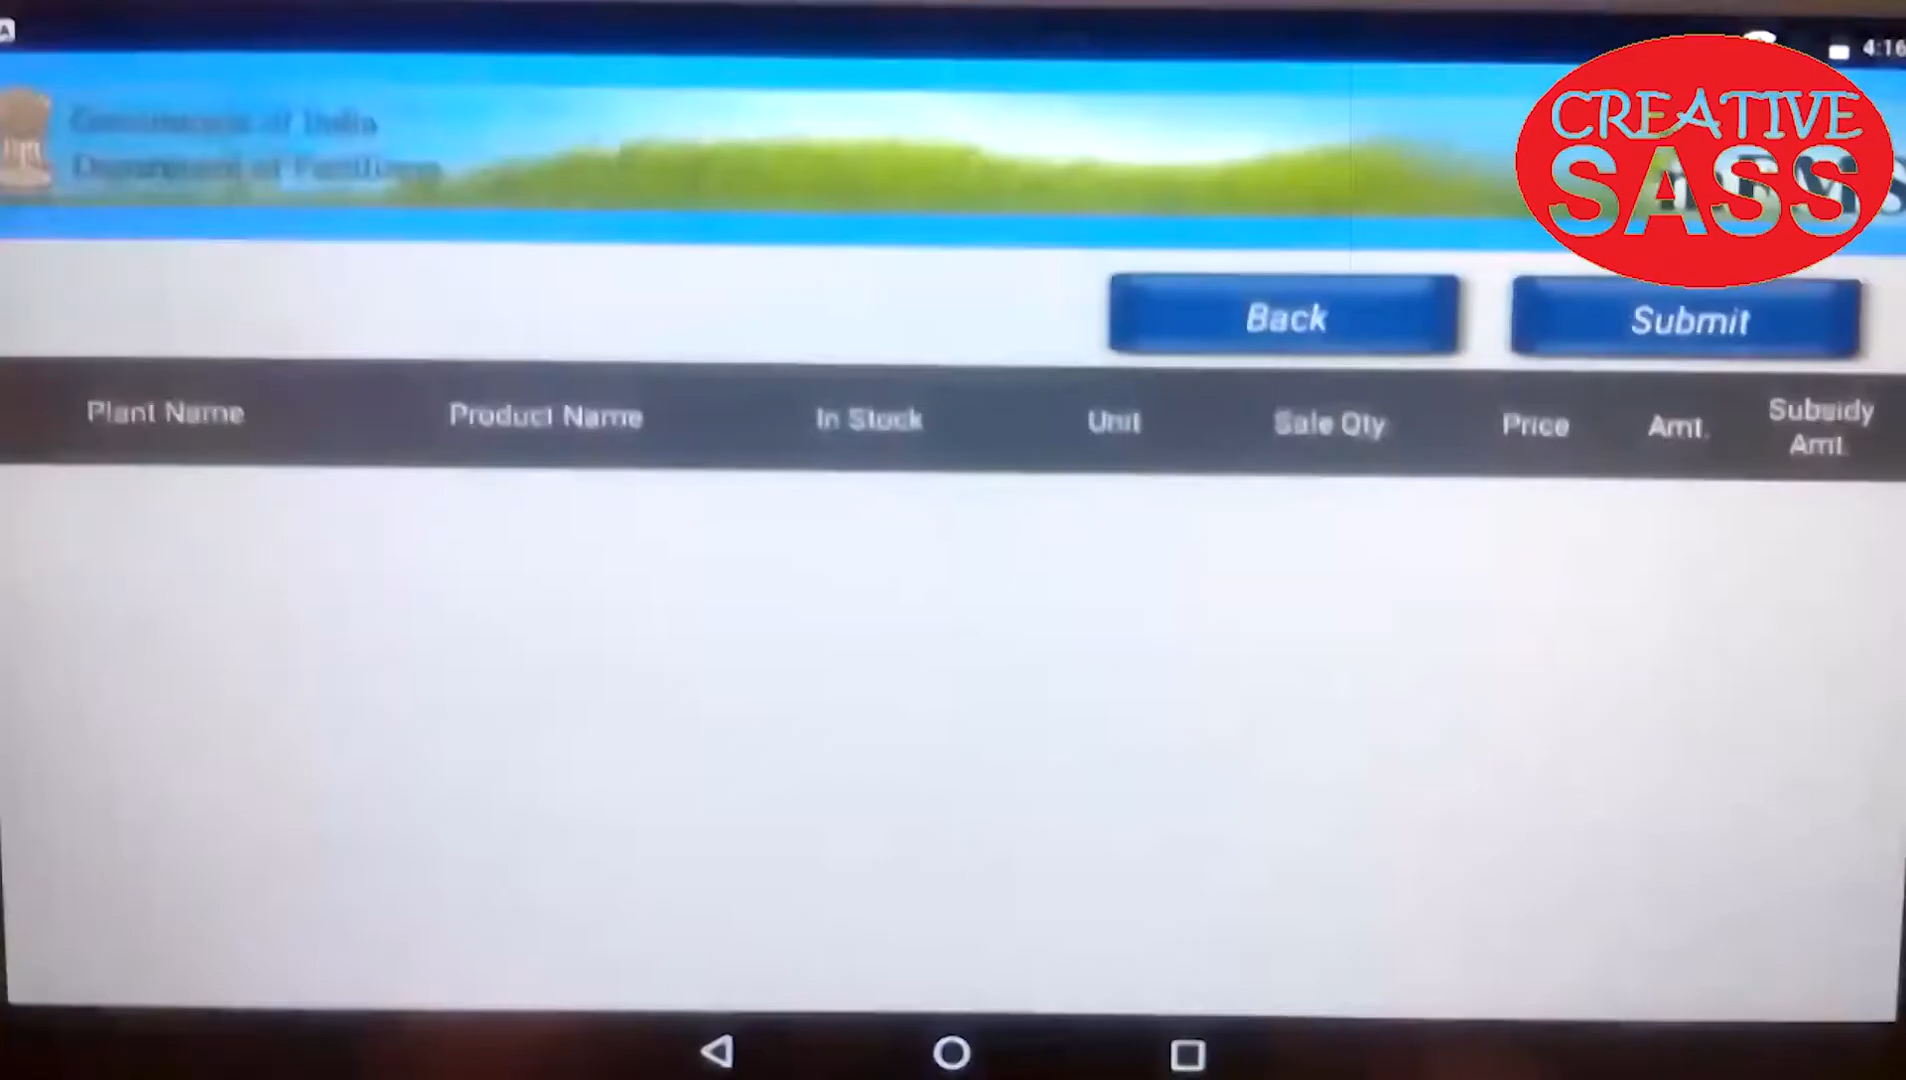 A
4:16
Government of India
Department of Fertilizers
CREATIVE
SASS
Back
Submit
Plant Name
Product Name
In Stock
Unit
Sale Qty
Price
Amt.
Subsidy
Amt.